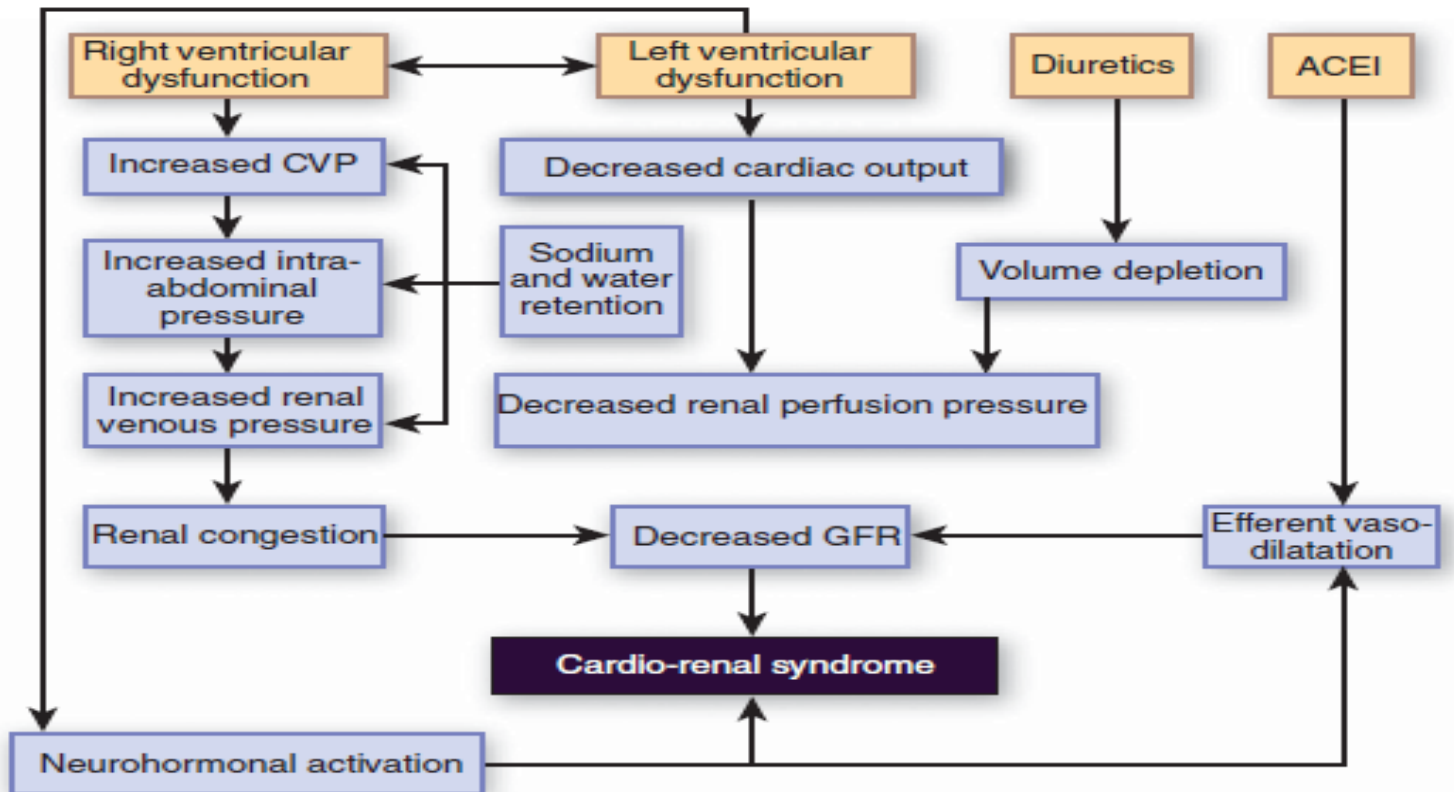 Right ventricular
dysfunction
Left ventricular
dysfunction
Diuretics
ACEI
Increased CVP
Decreased cardiac output
Increased intra-
abdominal
pressure
Sodium
and water
retention
Volume depletion
Increased renal
venous pressure
Decreased renal perfusion pressure
Renal congestion
Decreased GFR
Efferent vaso-
dilatation
Cardio-renal syndrome
Neurohormonal activation